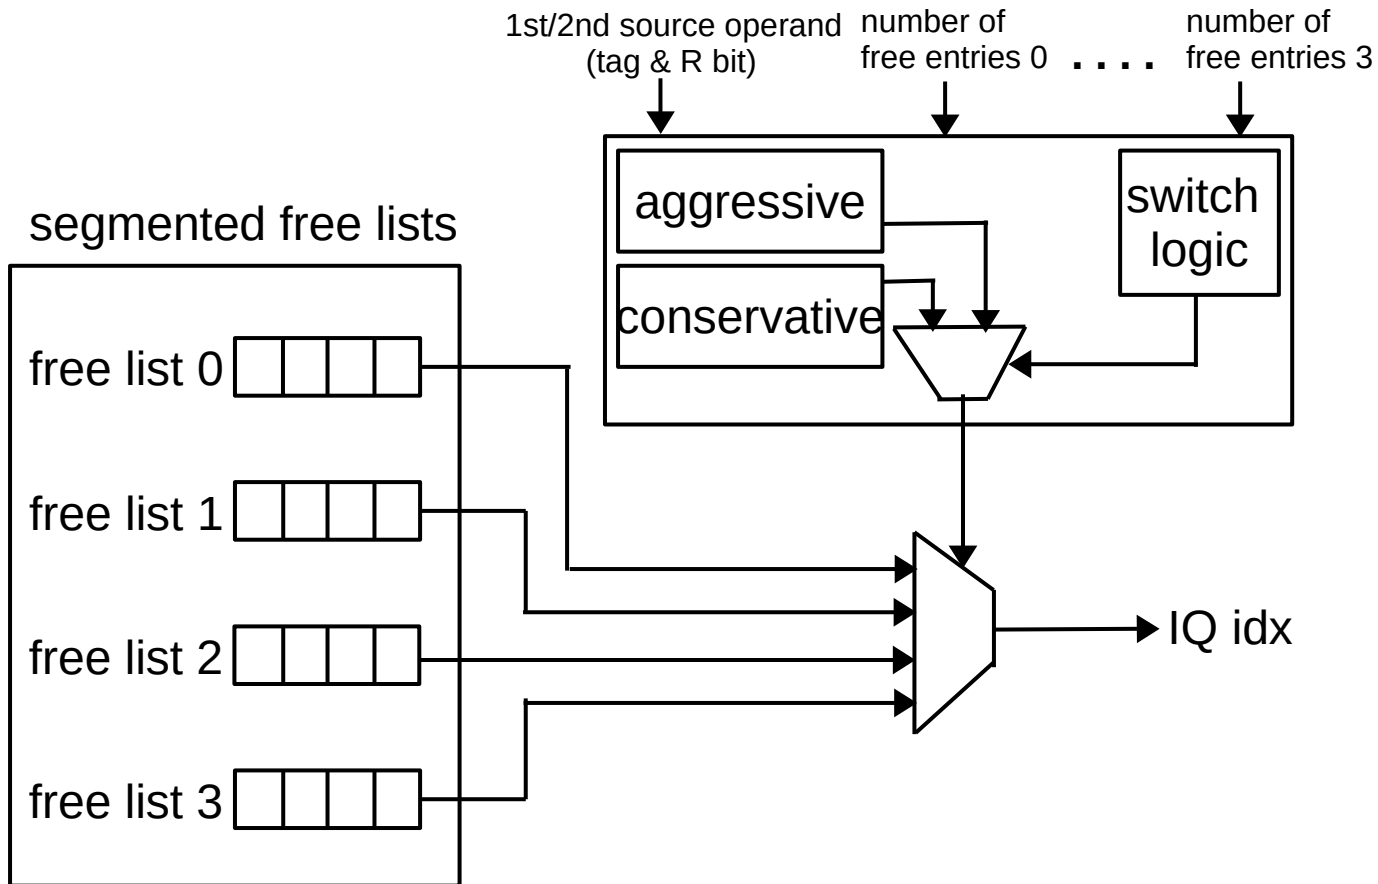 1st/2nd source operand
(tag & R bit)
number of
free entries 0
. . . .
number of
free entries 3
aggressive
conservative
switch
logic
segmented free lists
free list 0
free list 1
free list 2
free list 3
IQ idx